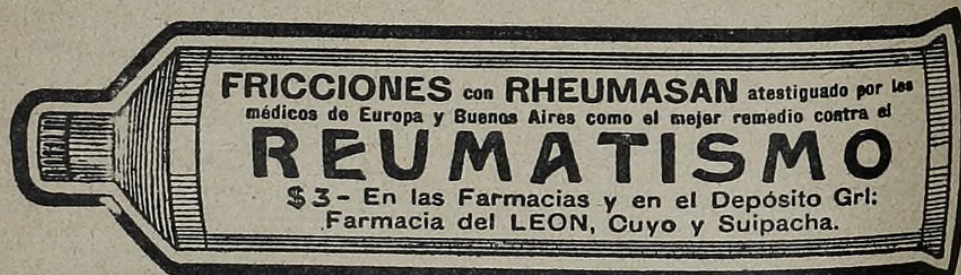 FRICCIONES con RHEUMASAN atestiguado por los
médicos de Europa y Buenos Aires como el mejor remedio contra el
REUMATISMO
$3- En las Farmacias y en el Depósito Grl:
Farmacia del LEON, Cuyo y Suipacha.